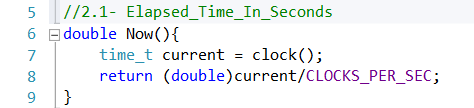 5 //2.1- Elapsed_Time_In_Seconds
6 double Now(){
7 time_t current = clock();
8 return (double)current/CLOCKS_PER_SEC;
9 }